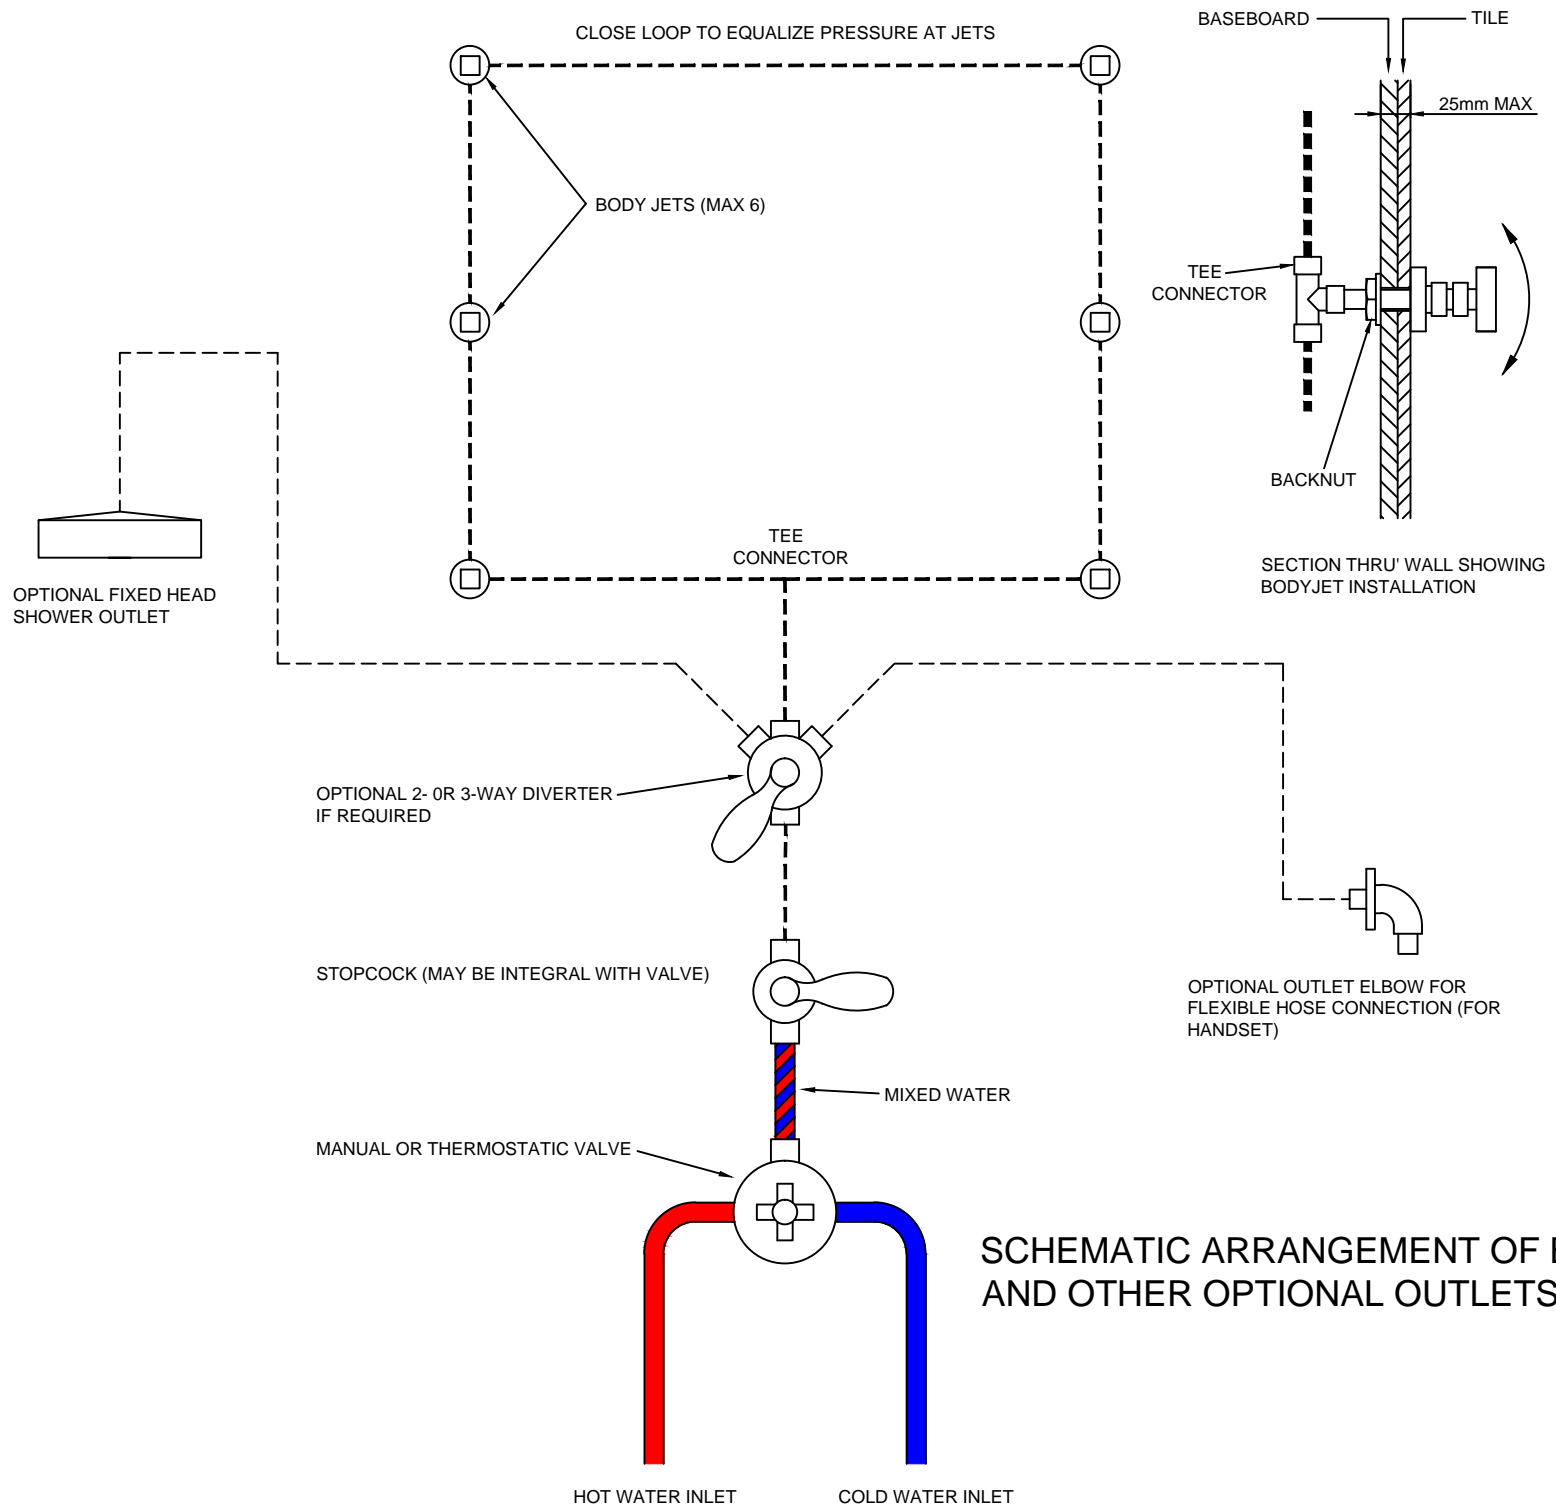 CLOSE LOOP TO EQUALIZE PRESSURE AT JETS
BASEBOARD
TILE
25mm MAX
BODY JETS (MAX 6)
TEE
CONNECTOR
BACKNUT
SECTION THRU' WALL SHOWING
BODYJET INSTALLATION
TEE
CONNECTOR
OPTIONAL FIXED HEAD
SHOWER OUTLET
OPTIONAL 2- 0R 3-WAY DIVERTER
IF REQUIRED
STOPCOCK (MAY BE INTEGRAL WITH VALVE)
OPTIONAL OUTLET ELBOW FOR
FLEXIBLE HOSE CONNECTION (FOR
HANDSET)
MIXED WATER
MANUAL OR THERMOSTATIC VALVE
SCHEMATIC ARRANGEMENT OF
AND OTHER OPTIONAL OUTLETS
HOT WATER INLET
COLD WATER INLET